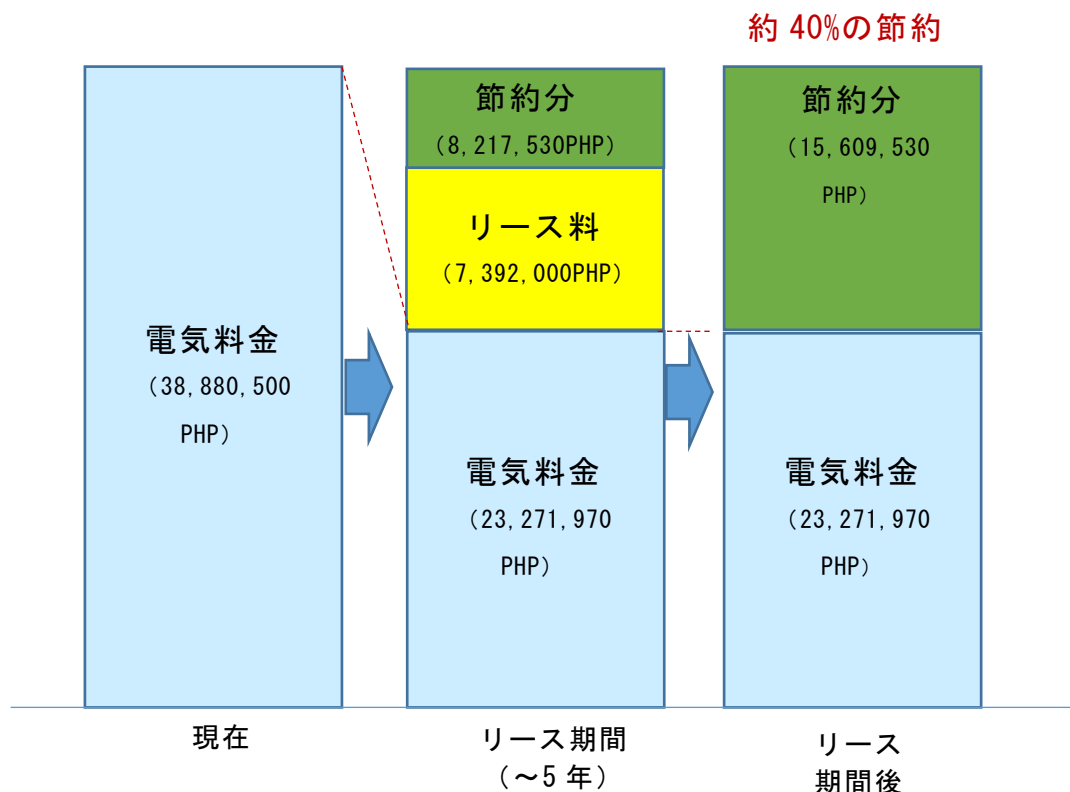 約 40%の節約
電気料金
（38,880,500
PHP）
節約分
（8,217,530PHP）
リース料
（7,392,000PHP）
電気料金
（23,271,970
PHP）
節約分
（15,609,530
PHP）
電気料金
（23,271,970
PHP）
現在
リース期間
（～5 年）
リース
期間後